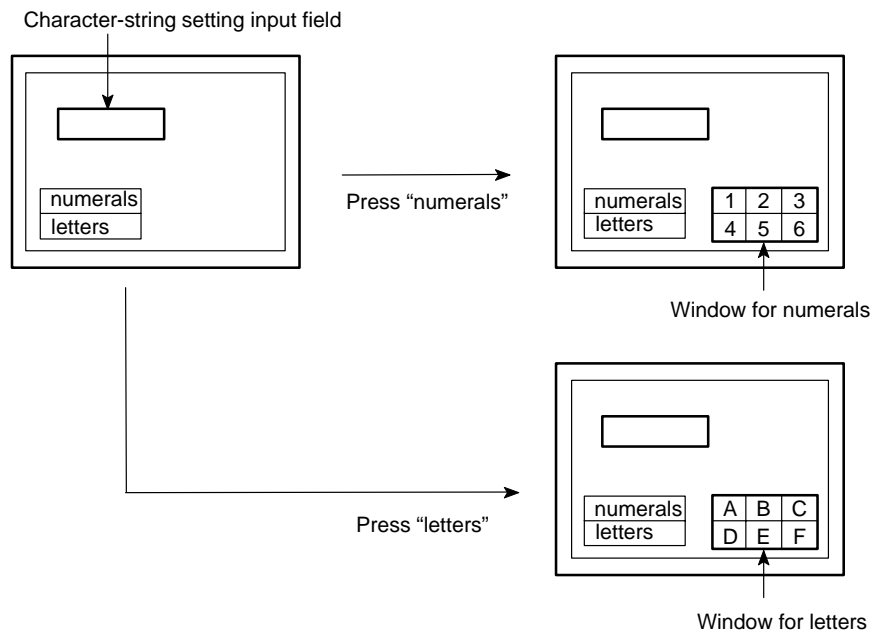 Character-string setting input field
numerals
letters
Press “numerals”
numerals
letters
1 2 3
4 5 6
Window for numerals
Press “letters”
numerals
letters
A B C
D E F
Window for letters